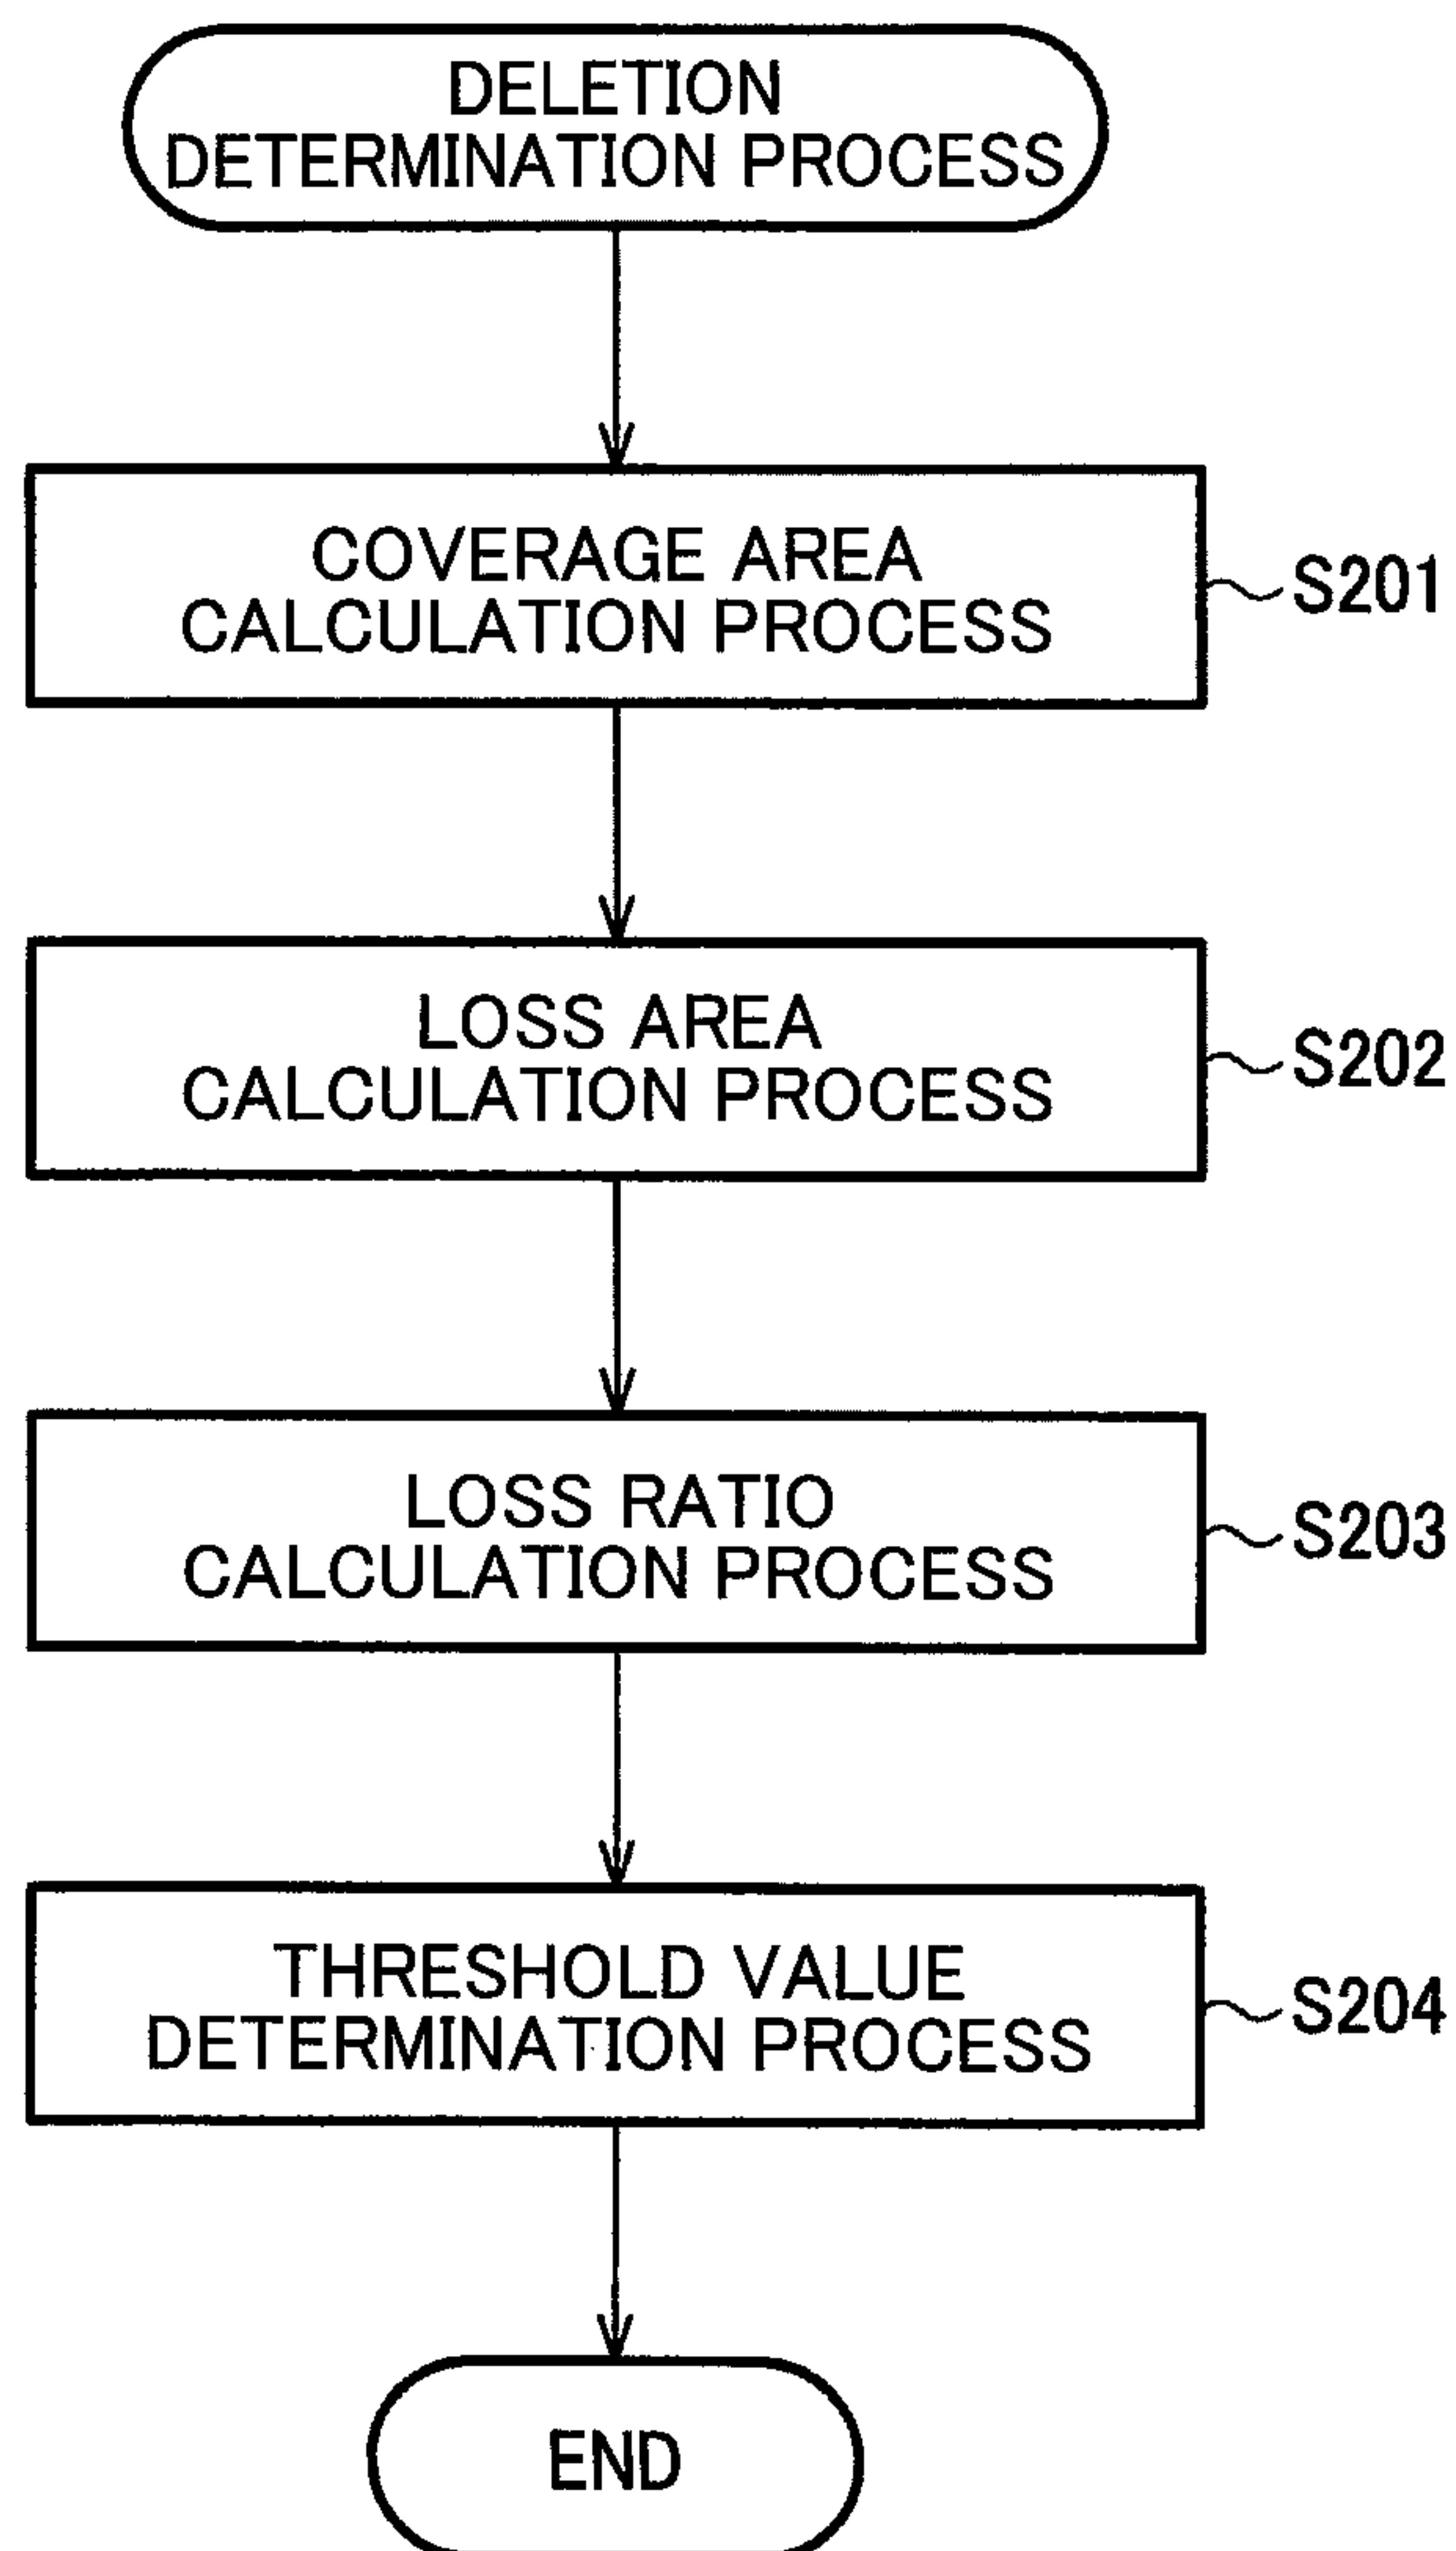 DELETION
DETERMINATION PROCESS
COVERAGE AREA
CALCULATION PROCESS
S201
LOSS AREA
CALCULATION PROCESS
S202
LOSS RATIO
CALCULATION PROCESS
S203
THRESHOLD VALUE
DETERMINATION PROCESS
S204
END